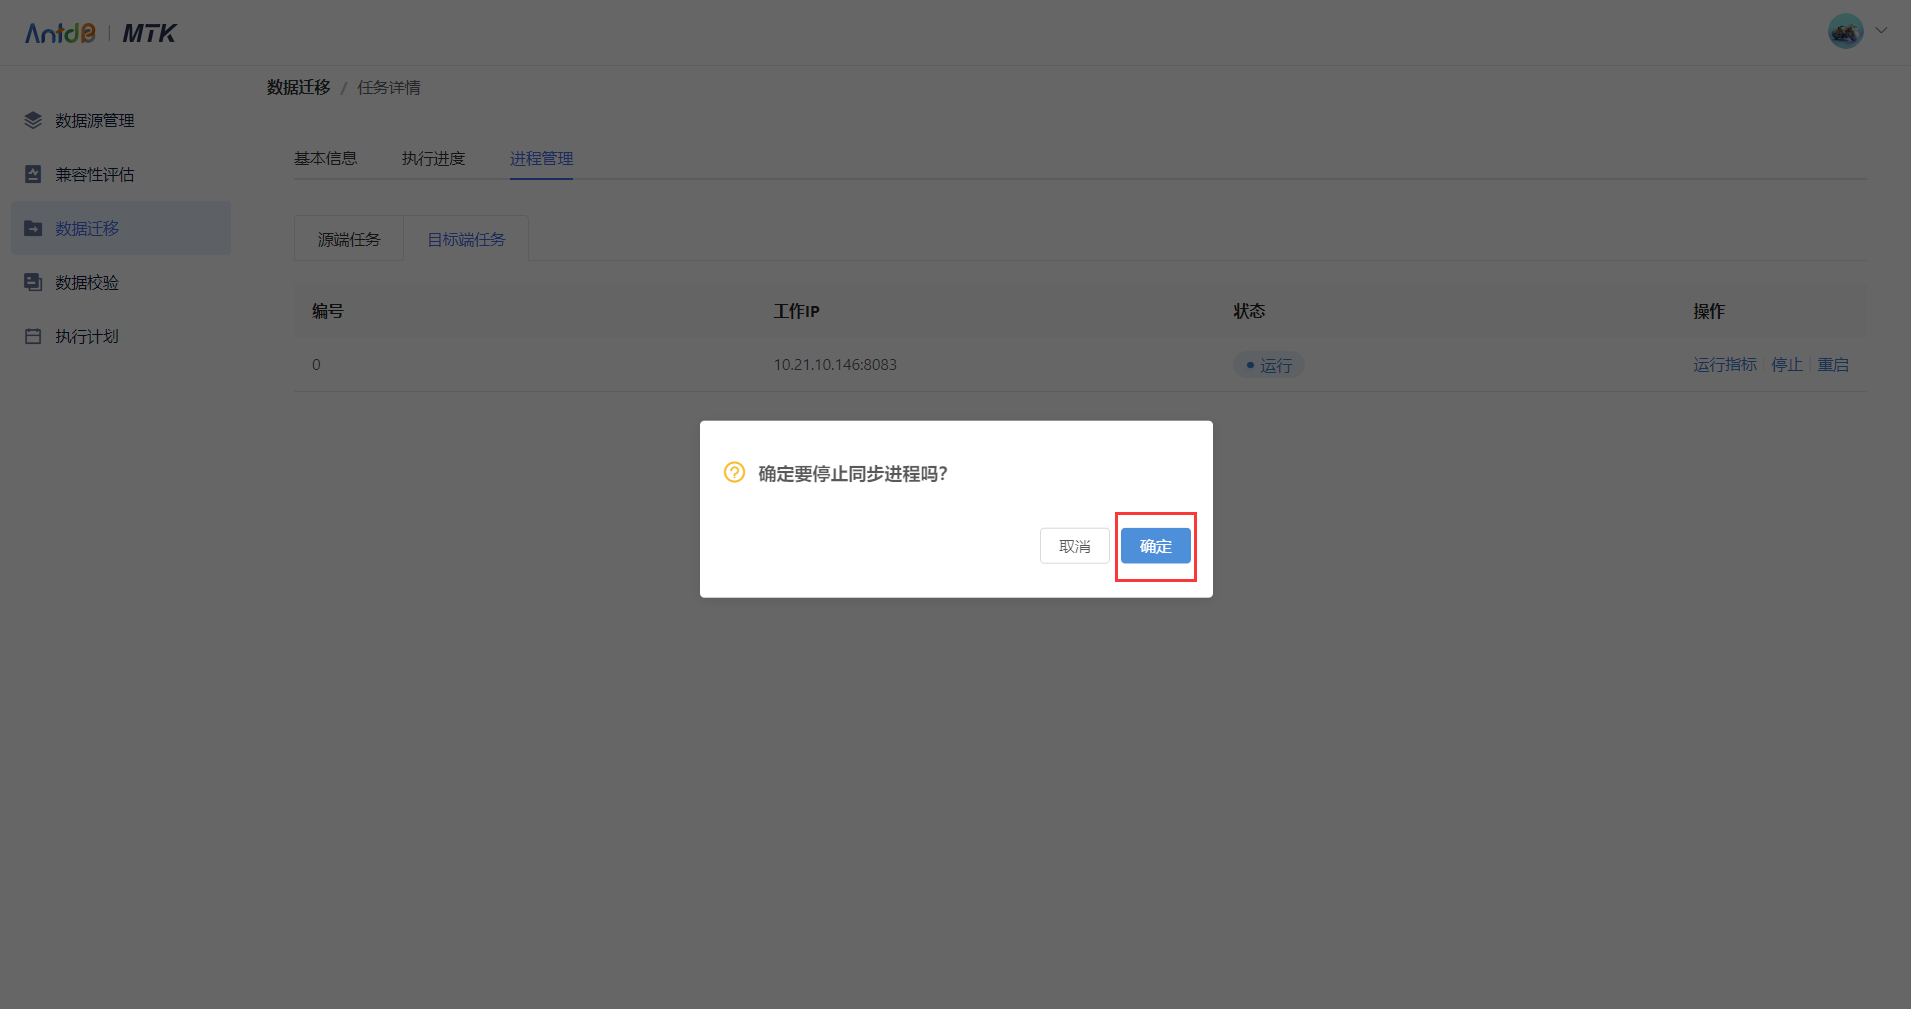 AntdB | MTK
数据迁移 / 任务详情
数据源管理
兼容性评估
数据迁移
数据校验
执行计划
基本信息 执行进度 进程管理
源端任务 目标端任务
编号 工作IP 状态 操作
0 10.21.10.146:8083 运行 运行指标 停止 重启
确定要停止同步进程吗?
取消 确定